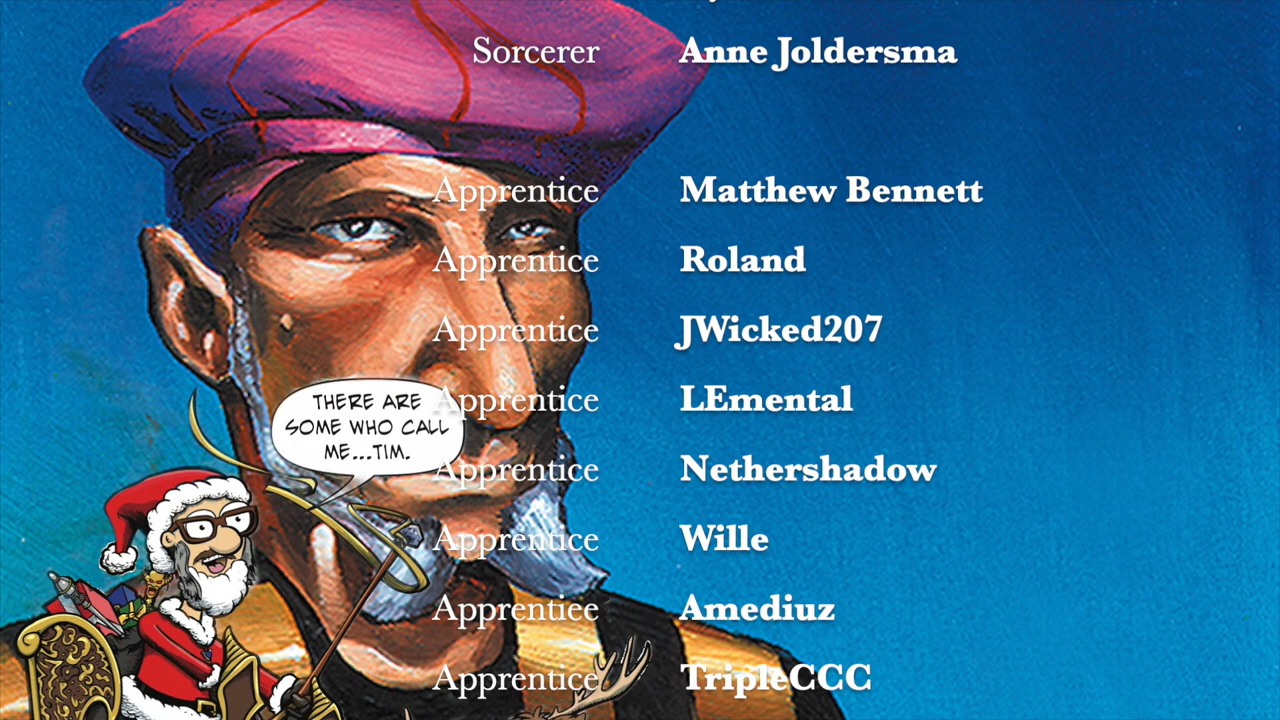 Sorcerer Anne Joldersma
Apprentice Matthew Bennett
Apprentice Roland
Apprentice JWicked207
Apprentice LEmental
Apprentice Nethershadow
Apprentice Wille
Apprentice Amediuz
Apprentice TripleCCC
THERE ARE
SOME WHO CALL
ME...TIM.